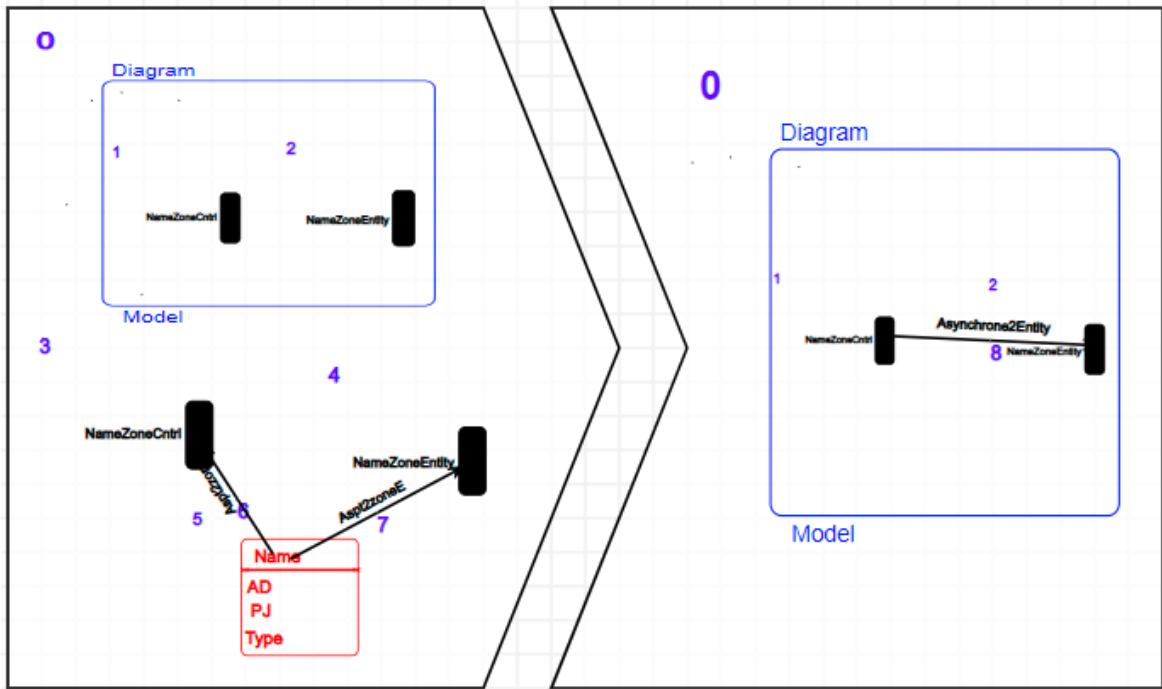 o
Diagram
1
2
NameZoneCntrl
NameZoneEntity
Model
3
4
NameZoneCntrl
NameZoneEntity
Aspt2zoneE
5
6
7
Name
AD
PJ
Type
0
Diagram
1
2
Asynchrone2Entity
NameZoneCntrl
8
NameZoneEntity
Model